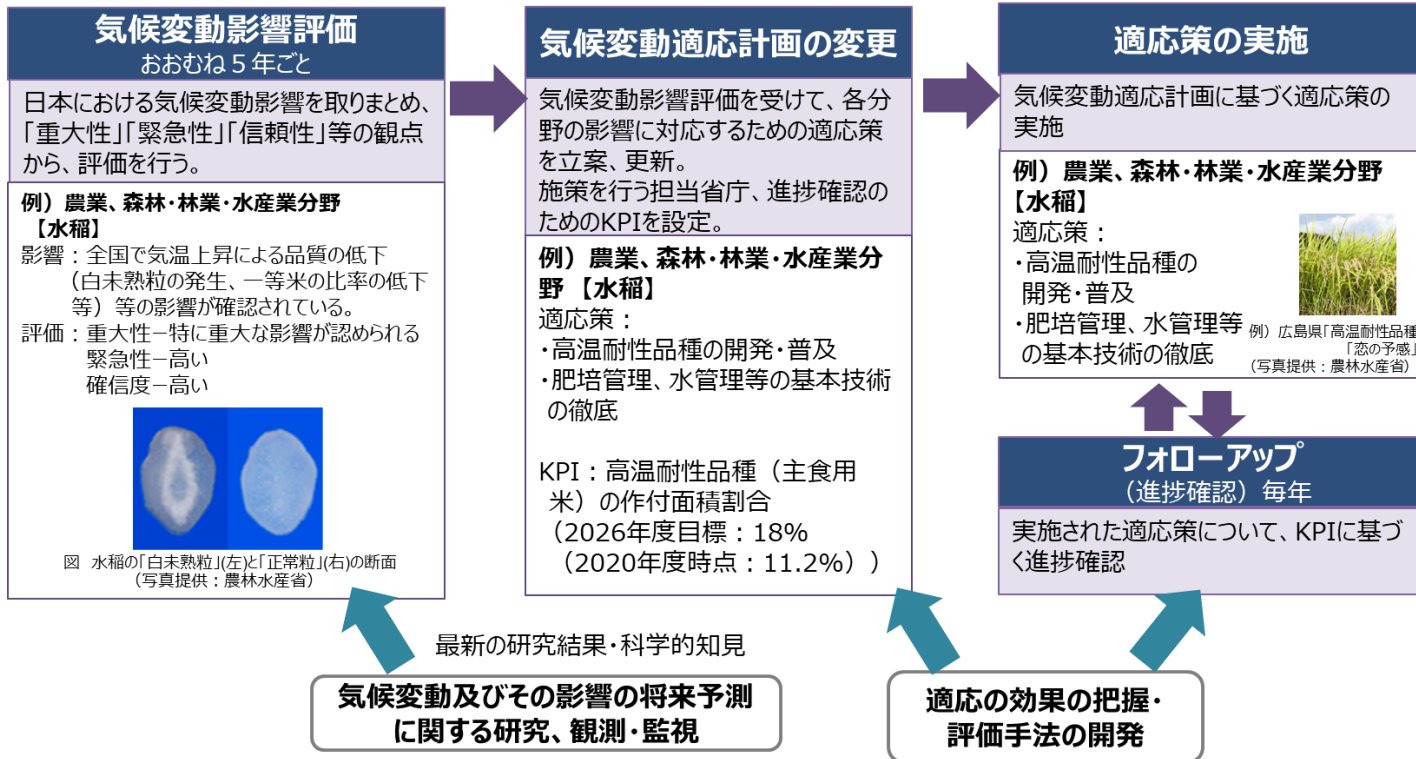 気候変動影響評価
おおむね5年ごと
日本における気候変動影響を取りまとめ、
「重大性」「緊急性」「信頼性」等の観点
から、評価を行う。
例）農業、森林・林業・水産業分野
【水稲】
影響：全国で気温上昇による品質の低下
（白未熟粒の発生、一等米の比率の低下
等）等の影響が確認されている。
評価：重大性－特に重大な影響が認められる
緊急性－高い
確信度－高い
図 水稲の「白未熟粒」(左)と「正常粒」(右)の断面
（写真提供：農林水産省）
気候変動適応計画の変更
気候変動影響評価を受けて、各分
野の影響に対応するための適応策
を立案、更新。
施策を行う担当省庁、進捗確認の
ためのKPIを設定。
例）農業、森林・林業・水産業分
野 【水稲】
適応策：
・高温耐性品種の開発・普及
・肥培管理、水管理等の基本技術
の徹底
KPI：高温耐性品種（主食用
米）の作付面積割合
（2026年度目標：18%
（2020年度時点：11.2%））
適応策の実施
気候変動適応計画に基づく適応策の
実施
例）農業、森林・林業・水産業分野
【水稲】
適応策：
・高温耐性品種の
開発・普及
・肥培管理、水管理等
の基本技術の徹底
例）広島県「高温耐性品種
「恋の予感」
（写真提供：農林水産省）
フォローアップ
（進捗確認）毎年
実施された適応策について、KPIに基づ
く進捗確認
最新の研究結果・科学的知見
気候変動及びその影響の将来予測
に関する研究、観測・監視
適応の効果の把握・
評価手法の開発